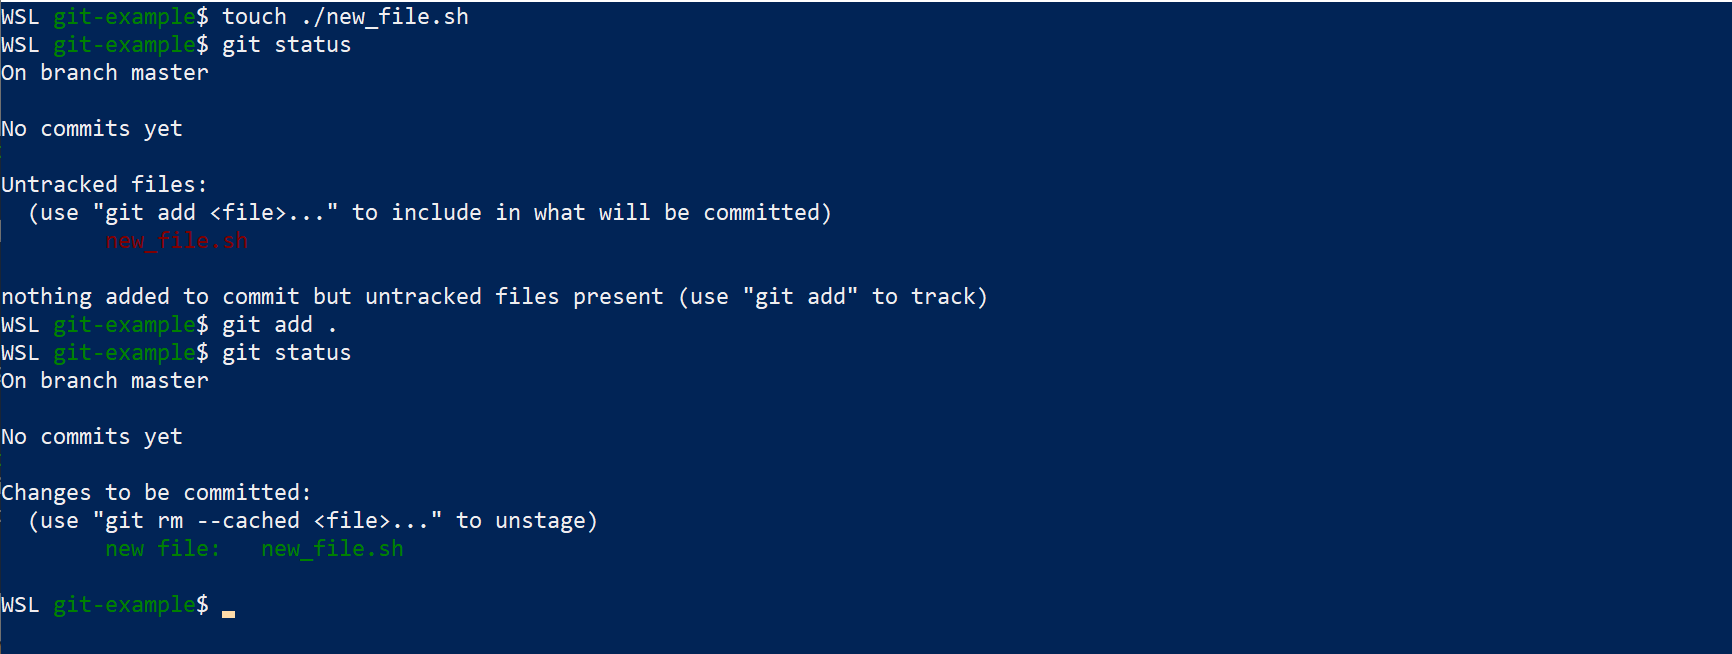 WSL git-example$ touch ./new_file.sh
WSL git-example$ git status
On branch master
No commits yet
Untracked files:
  (use "git add <file>..." to include in what will be committed)
        new_file.sh
nothing added to commit but untracked files present (use "git add" to track)
WSL git-example$ git add .
WSL git-example$ git status
On branch master
No commits yet
Changes to be committed:
  (use "git rm --cached <file>..." to unstage)
        new file:   new_file.sh
WSL git-example$